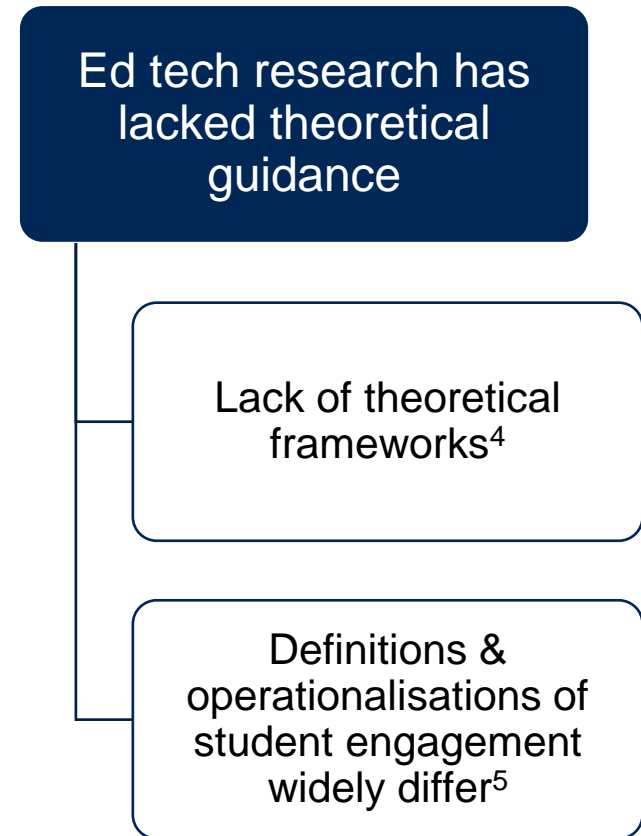 Ed tech research has
lacked theoretical
guidance
Lack of theoretical
frameworks⁴
Definitions &
operationalisations of
student engagement
widely differ⁵